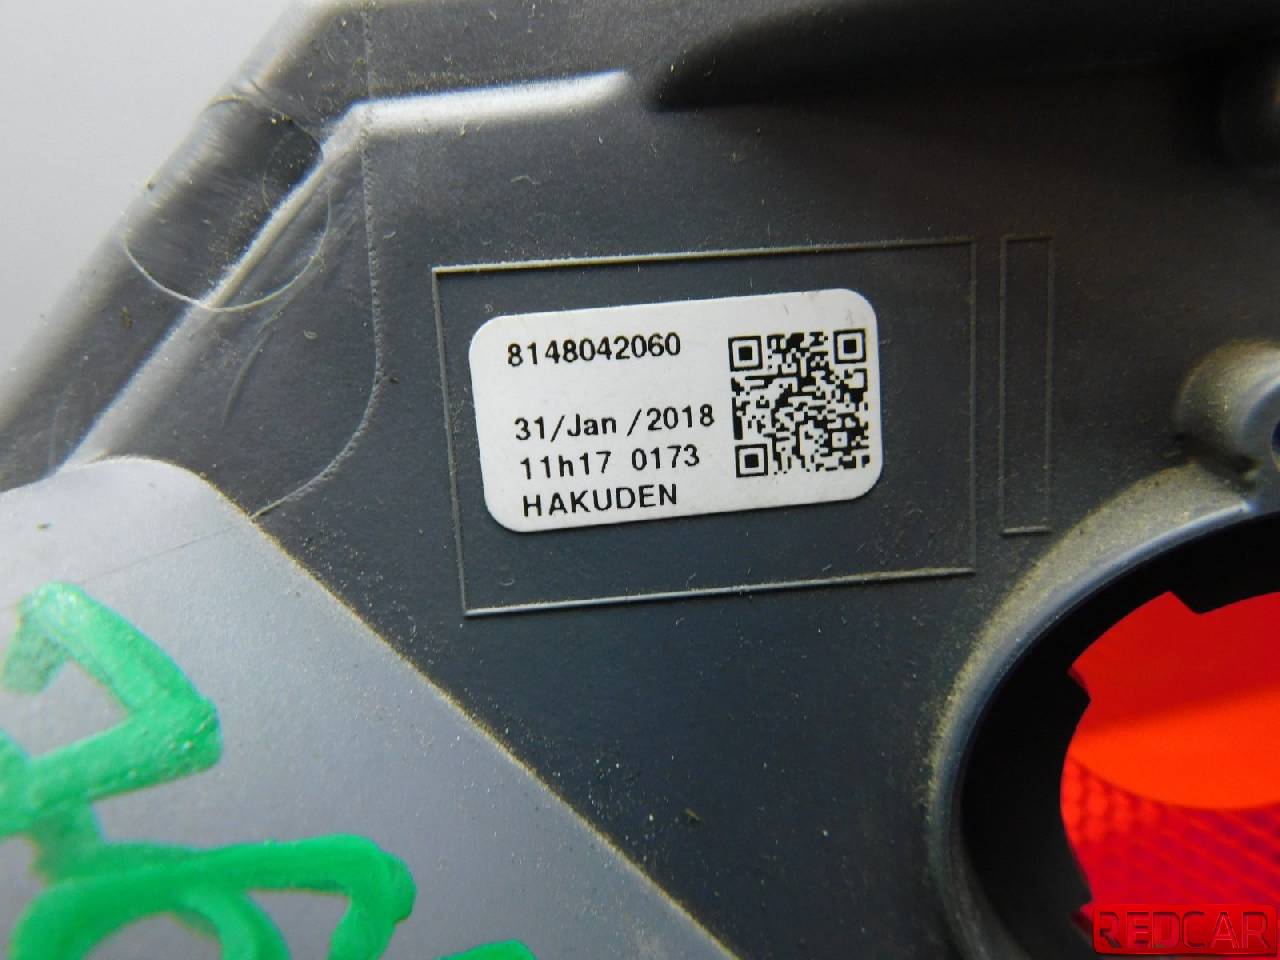 8148042060
31/Jan /2018
11h17 0173
HAKUDEN
REDCAR